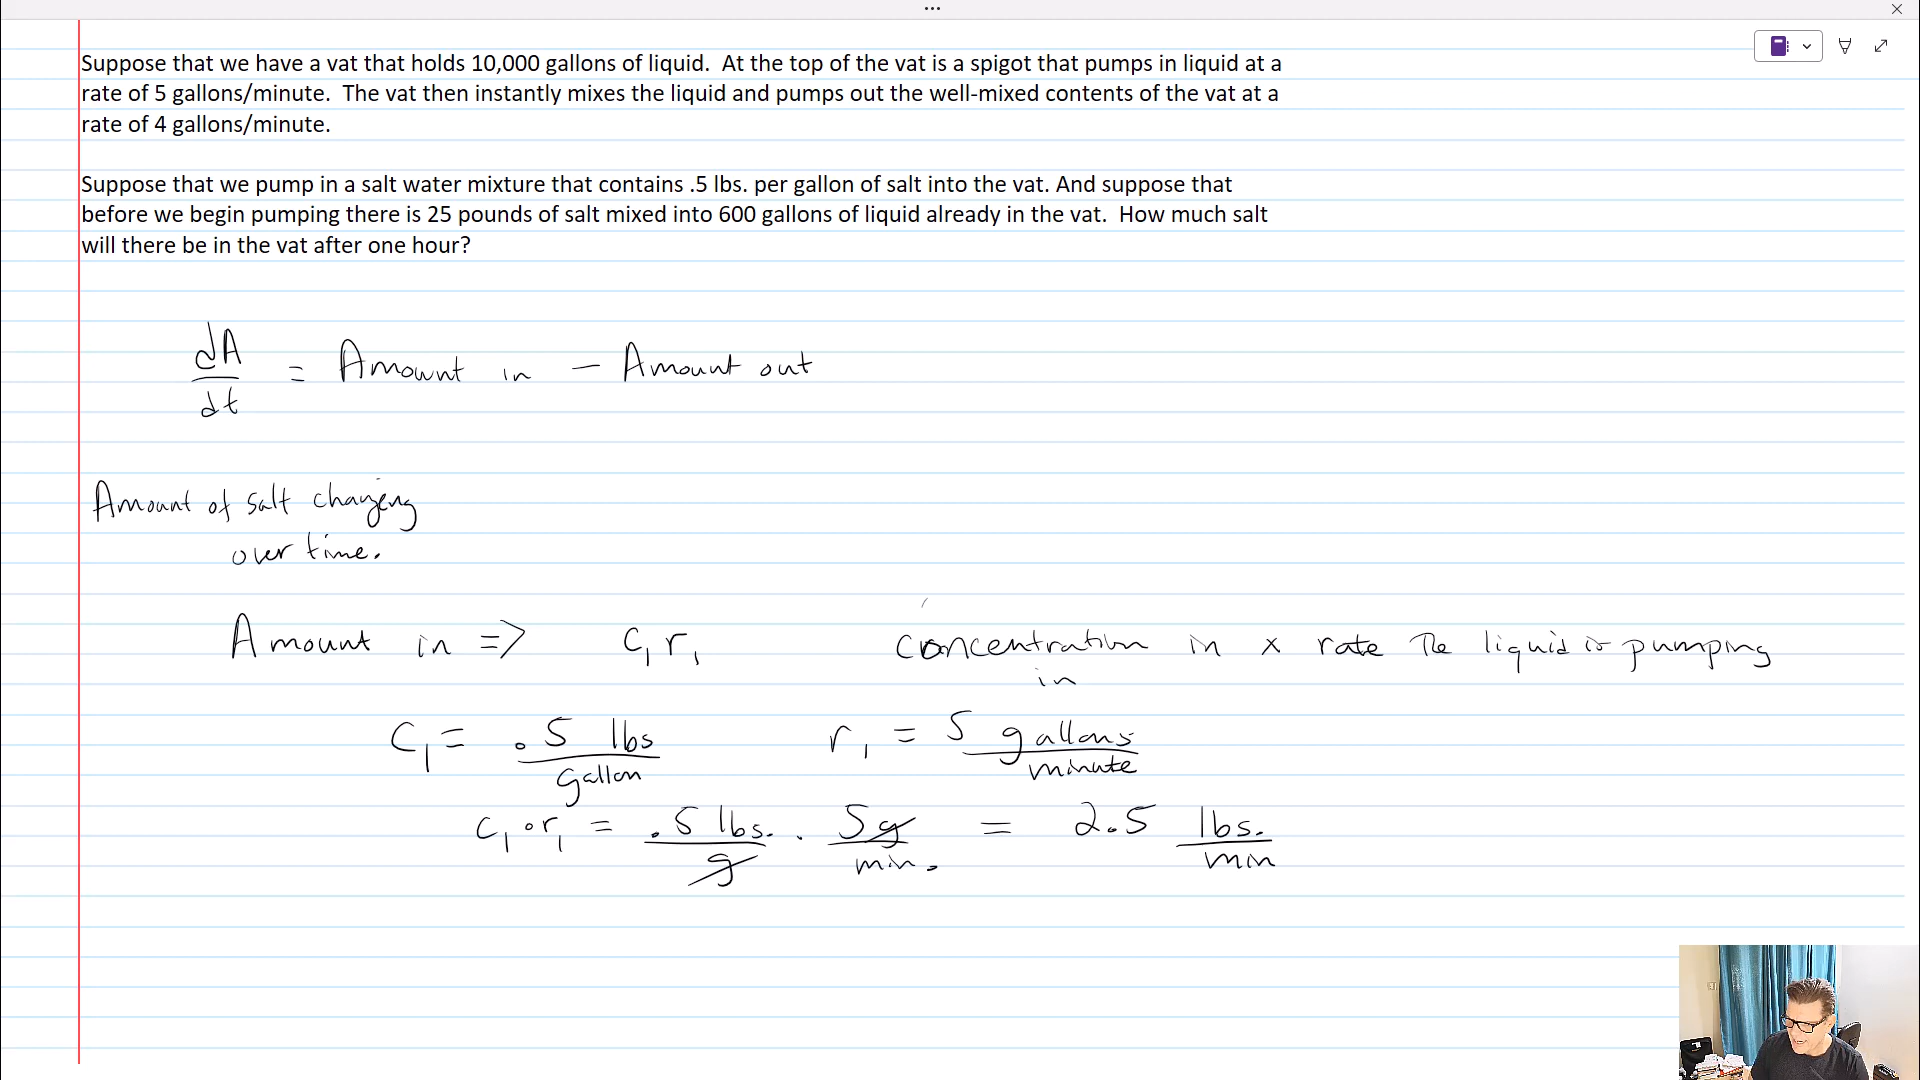 Suppose that we have a vat that holds 10,000 gallons of liquid.  At the top of the vat is a spigot that pumps in liquid at a
rate of 5 gallons/minute.  The vat then instantly mixes the liquid and pumps out the well-mixed contents of the vat at a
rate of 4 gallons/minute.
Suppose that we pump in a salt water mixture that contains .5 lbs. per gallon of salt into the vat. And suppose that
before we begin pumping there is 25 pounds of salt mixed into 600 gallons of liquid already in the vat.  How much salt
will there be in the vat after one hour?
dA/dt = Amount in — Amount out
Amount of salt changing
over time.
Amount in => C₁r₁ concentration in x rate the liquid is pumping
in
C₁ = .5 lbs/gallon r₁ = 5 gallons/minute
C₁ · r₁ = .5 lbs./g · 5g/min. = 2.5 lbs./min